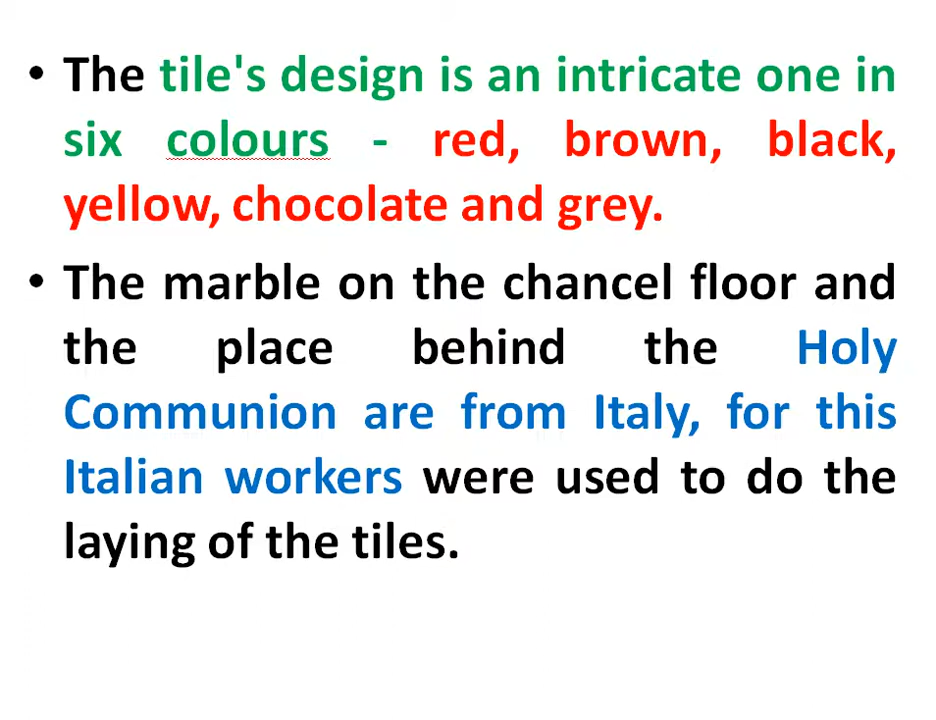 • The tile's design is an intricate one in
six colours - red, brown, black,
yellow, chocolate and grey.
• The marble on the chancel floor and
the place behind the Holy
Communion are from Italy, for this
Italian workers were used to do the
laying of the tiles.